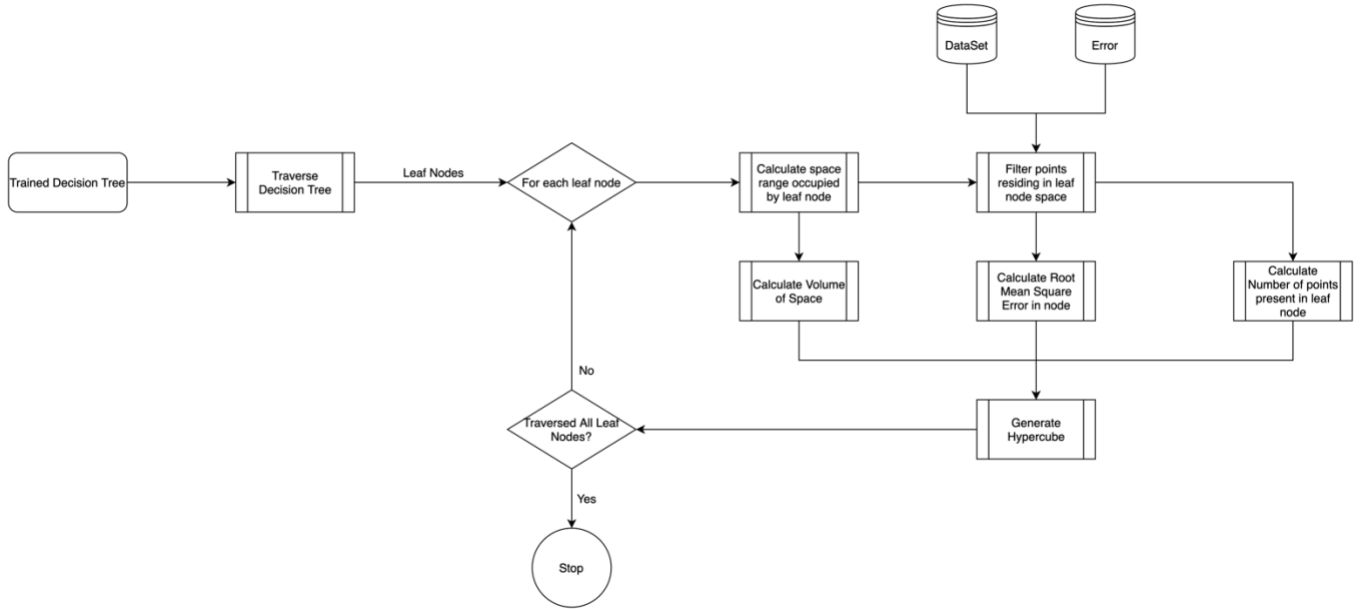 DataSet
Error
Trained Decision Tree
Traverse
Decision Tree
Leaf Nodes
For each leaf node
Calculate space
range occupied
by leaf node
Filter points
residing in leaf
node space
Calculate Volume
of Space
Calculate Root
Mean Square
Error in node
Calculate
Number of points
present in leaf
node
No
Traversed All Leaf
Nodes?
Generate
Hypercube
Yes
Stop